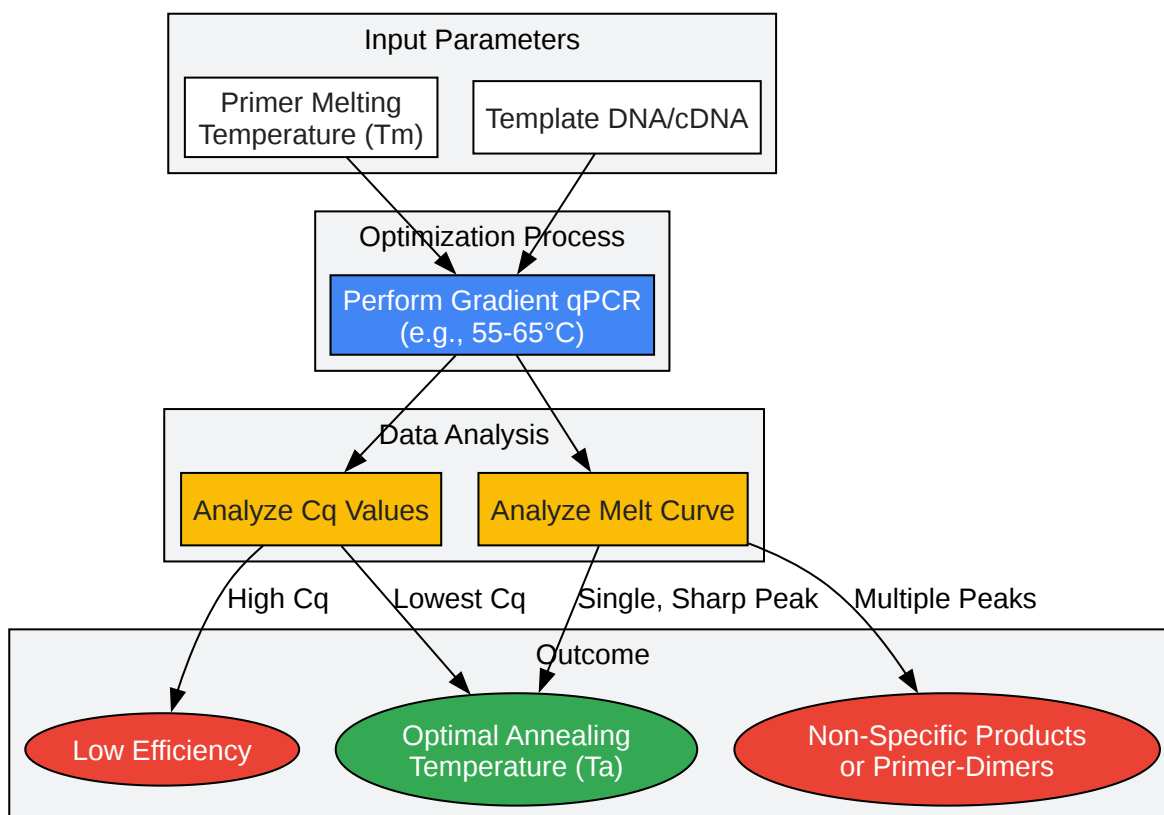 Input Parameters
Primer Melting
Temperature (Tm)
Template DNA/cDNA
Optimization Process
Perform Gradient qPCR
(e.g., 55-65°C)
Data Analysis
Analyze Cq Values
Analyze Melt Curve
High Cq
Lowest Cq
Single, Sharp Peak
Multiple Peaks
Outcome
Low Efficiency
Optimal Annealing
Temperature (Ta)
Non-Specific Products
or Primer-Dimers